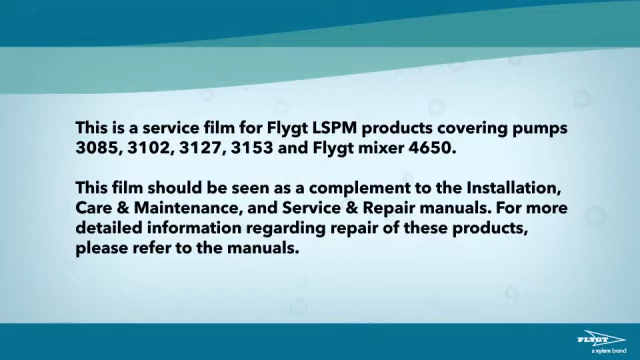 This is a service film for Flygt LSPM products covering pumps
3085, 3102, 3127, 3153 and Flygt mixer 4650.
This film should be seen as a complement to the Installation,
Care & Maintenance, and Service & Repair manuals. For more
detailed information regarding repair of these products,
please refer to the manuals.
FLYGT
a xylem brand